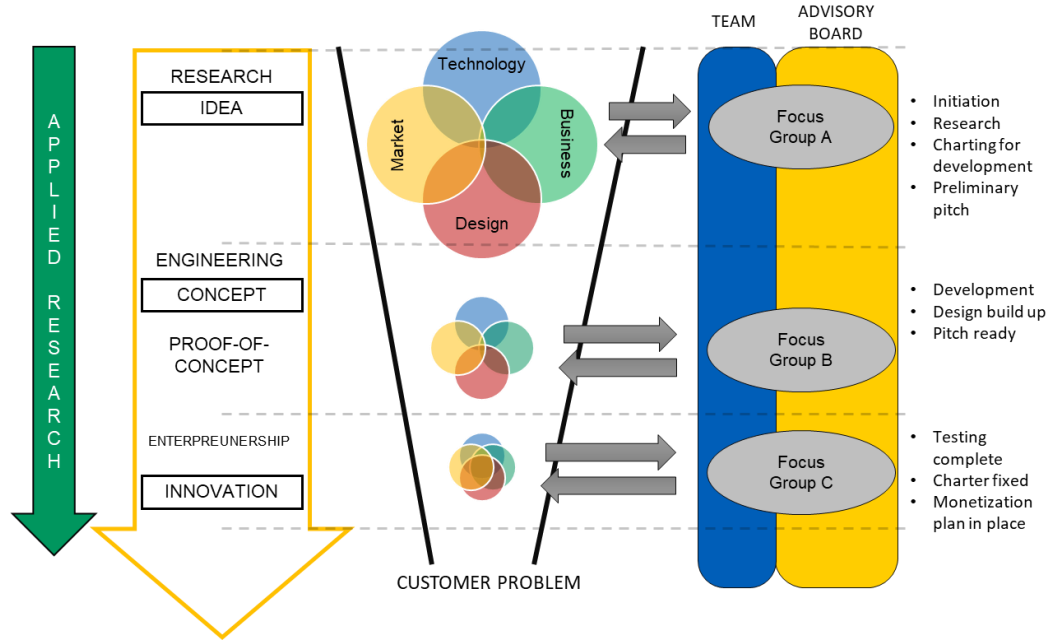 APPLIED RESEARCH
RESEARCH
IDEA
ENGINEERING
CONCEPT
PROOF-OF-
CONCEPT
ENTERPREUNERSHIP
INNOVATION
Technology
Market
Business
Design
CUSTOMER PROBLEM
TEAM
ADVISORY
BOARD
Focus
Group A
Focus
Group B
Focus
Group C
• Initiation
• Research
• Charting for
development
• Preliminary
pitch
• Development
• Design build up
• Pitch ready
• Testing
complete
• Charter fixed
• Monetization
plan in place